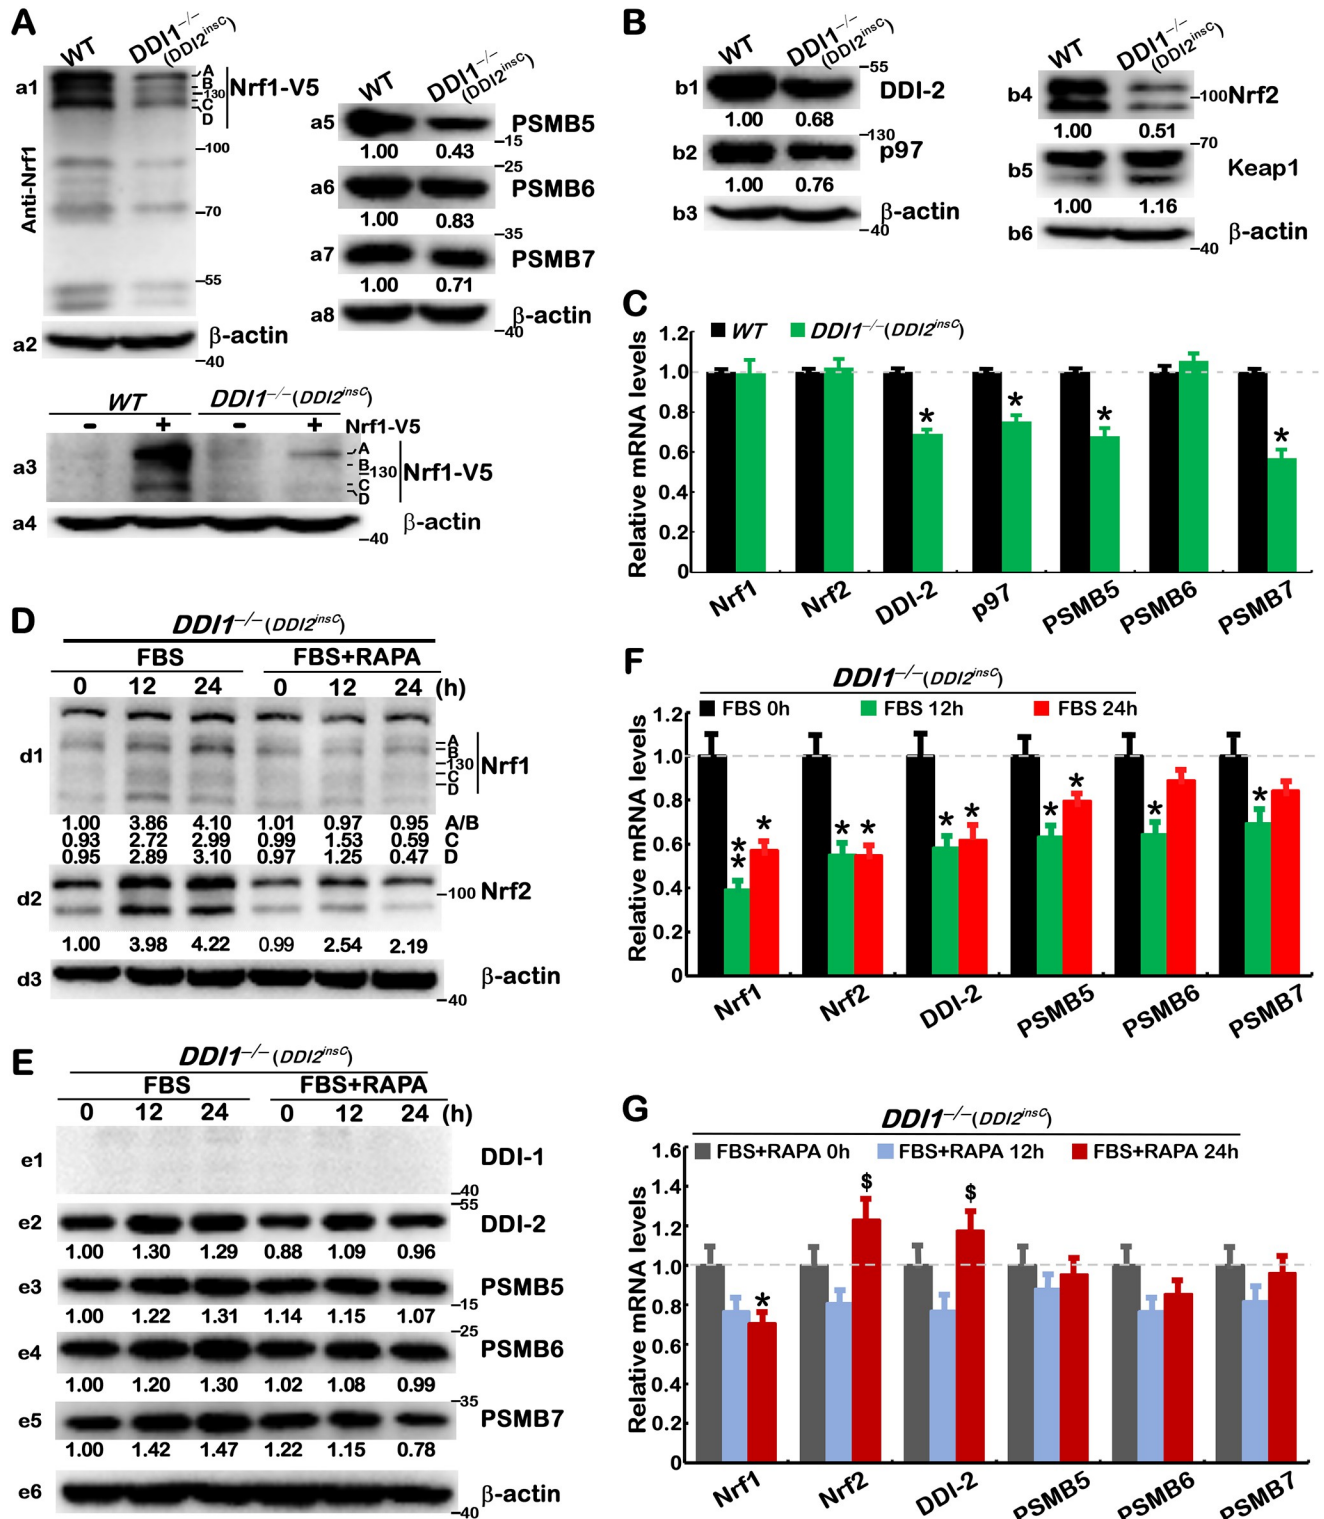 A
WT DDI1−/− (DDI2insC)
a1
Anti-Nrf1
A
B
130
C
D
Nrf1-V5
100
70
55
a2
β-actin
40
WT DDI1−/− (DDI2insC)
a5 PSMB5
1.00 0.43
15
25
a6 PSMB6
1.00 0.83
35
a7 PSMB7
1.00 0.71
a8 β-actin
40
WT DDI1−/−(DDI2insC)
- + - + Nrf1-V5
a3
A
B
130
C
D
Nrf1-V5
a4 β-actin
40
B
WT DDI1−/− (DDI2insC)
55
b1 DDI-2
1.00 0.68
130
b2 p97
1.00 0.76
b3 β-actin
40
WT DDI1−/− (DDI2insC)
b4 100 Nrf2
1.00 0.51
70
b5 Keap1
1.00 1.16
b6 β-actin
40
C
WT DDI1−/−(DDI2insC)
Relative mRNA levels
1.2
1.0
0.8
0.6
0.4
0.2
0
* * * *
Nrf1 Nrf2 DDI-2 p97 PSMB5 PSMB6 PSMB7
D
DDI1−/−(DDI2insC)
FBS FBS+RAPA
0 12 24 0 12 24 (h)
d1
A
B
130
C
D
Nrf1
1.00 3.86 4.10 1.01 0.97 0.95 A/B
0.93 2.72 2.99 0.99 1.53 0.59 C
0.95 2.89 3.10 0.97 1.25 0.47 D
d2 100 Nrf2
1.00 3.98 4.22 0.99 2.54 2.19
d3 β-actin
40
E
DDI1−/−(DDI2insC)
FBS FBS+RAPA
0 12 24 0 12 24 (h)
e1 DDI-1
40
55
e2 DDI-2
1.00 1.30 1.29 0.88 1.09 0.96
e3 PSMB5
15
1.00 1.22 1.31 1.14 1.15 1.07
25
e4 PSMB6
1.00 1.20 1.30 1.02 1.08 0.99
35
e5 PSMB7
1.00 1.42 1.47 1.22 1.15 0.78
e6 β-actin
40
F
DDI1−/−(DDI2insC)
FBS 0h FBS 12h FBS 24h
Relative mRNA levels
1.2
1.0
0.8
0.6
0.4
0.2
0
** * * * * * * * * *
Nrf1 Nrf2 DDI-2 PSMB5 PSMB6 PSMB7
G
DDI1−/−(DDI2insC)
FBS+RAPA 0h FBS+RAPA 12h FBS+RAPA 24h
Relative mRNA levels
1.6
1.4
1.2
1.0
0.8
0.6
0.4
0.2
0
* $ $
Nrf1 Nrf2 DDI-2 PSMB5 PSMB6 PSMB7